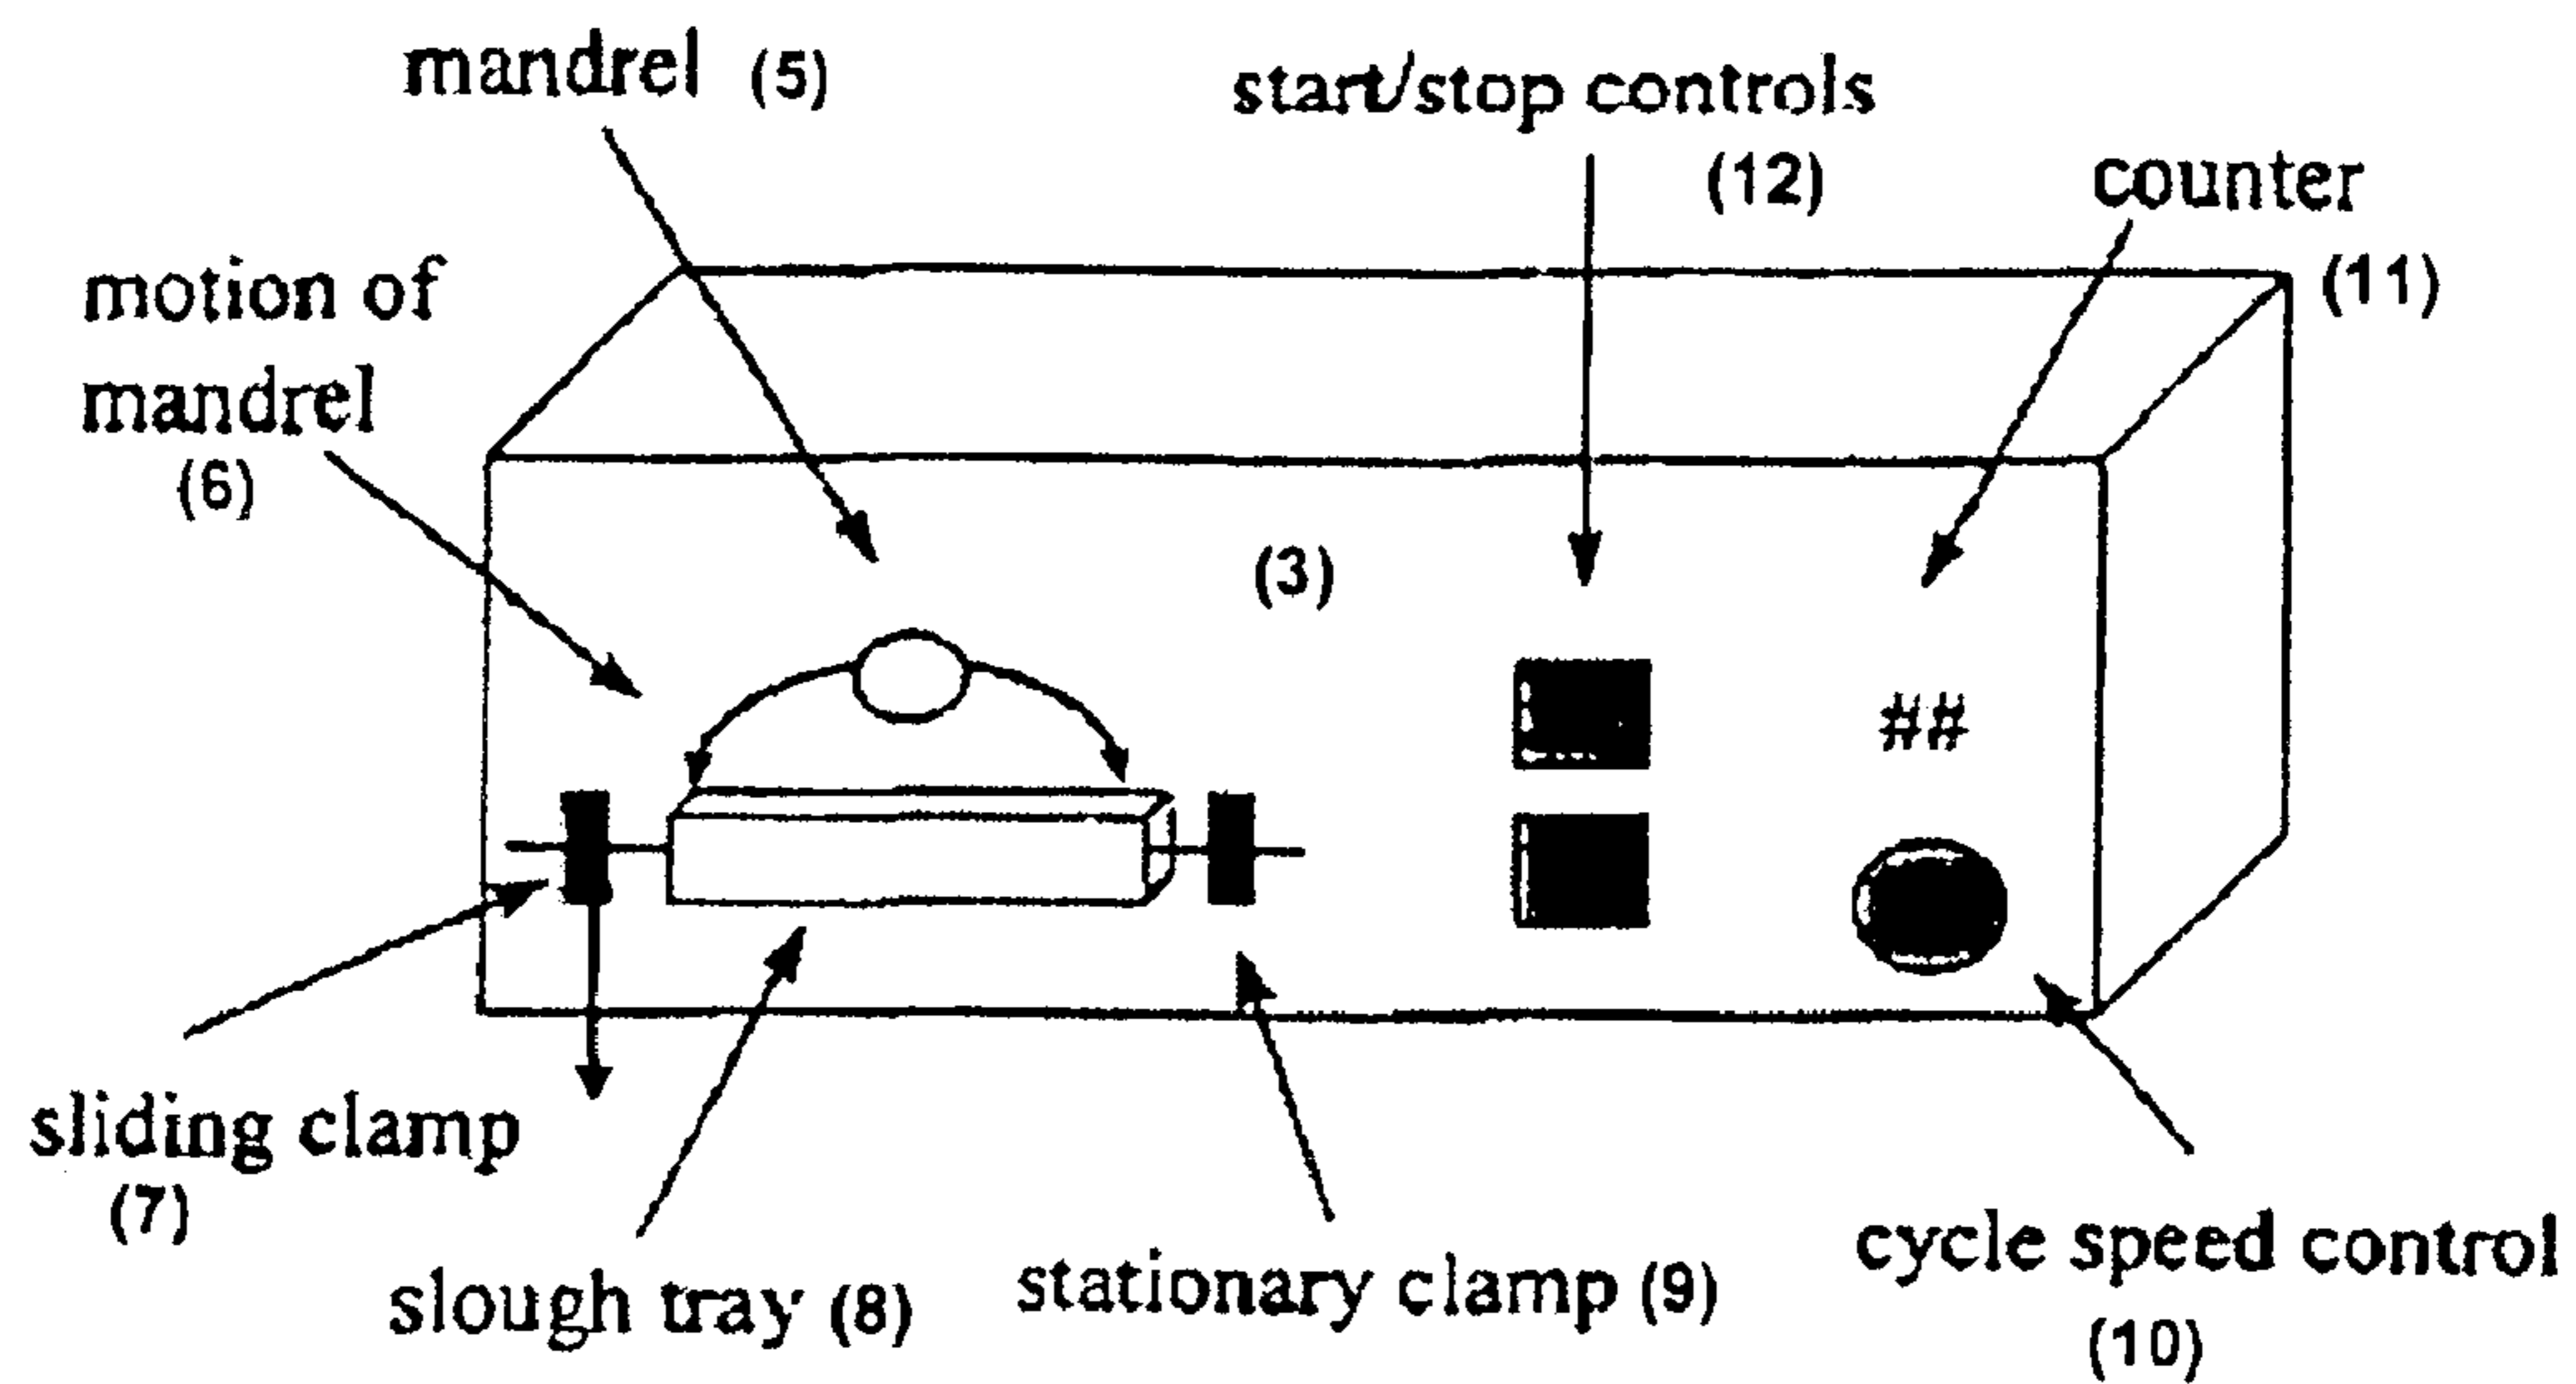 mandrel (5)
start/stop controls
(12)
counter
(11)
motion of
mandrel
(6)
(3)
##
sliding clamp
(7)
slough tray (8)
stationary clamp (9)
cycle speed control
(10)